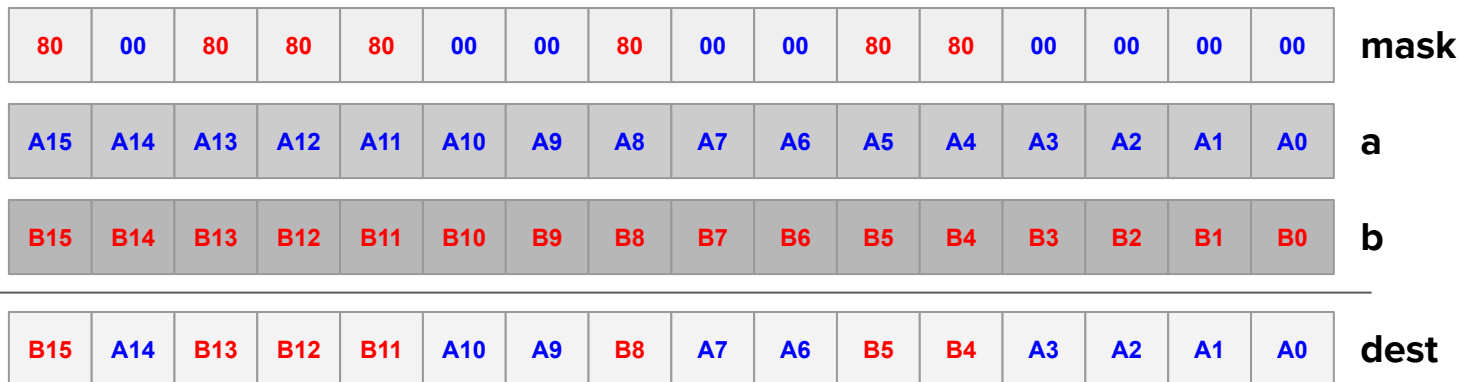 80 00 80 80 80 00 00 80 00 00 80 80 00 00 00 00 mask
A15 A14 A13 A12 A11 A10 A9 A8 A7 A6 A5 A4 A3 A2 A1 A0 a
B15 B14 B13 B12 B11 B10 B9 B8 B7 B6 B5 B4 B3 B2 B1 B0 b
B15 A14 B13 B12 B11 A10 A9 B8 A7 A6 B5 B4 A3 A2 A1 A0 dest